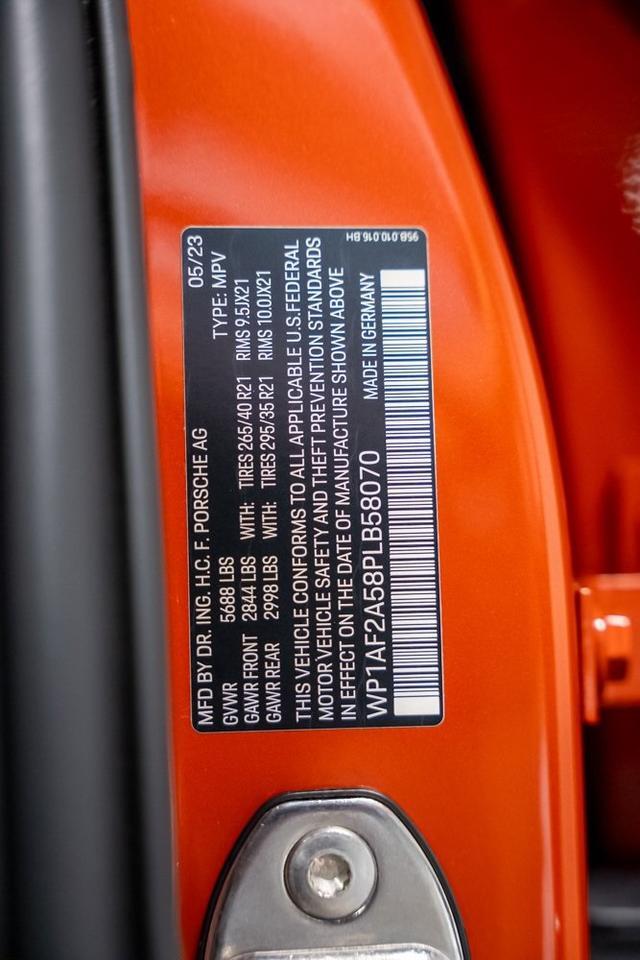 MFD BY DR. ING. H.C. F. PORSCHE AG 05/23
GVWR 5688 LBS TYPE: MPV
GAWR FRONT 2844 LBS WITH: TIRES 265/40 R21 RIMS 9.5JX21
GAWR REAR 2998 LBS WITH: TIRES 295/35 R21 RIMS 10.0JX21
THIS VEHICLE CONFORMS TO ALL APPLICABLE U.S.FEDERAL
MOTOR VEHICLE SAFETY AND THEFT PREVENTION STANDARDS
IN EFFECT ON THE DATE OF MANUFACTURE SHOWN ABOVE
WP1AF2A58PLB58070 MADE IN GERMANY
95B.010.016.BH